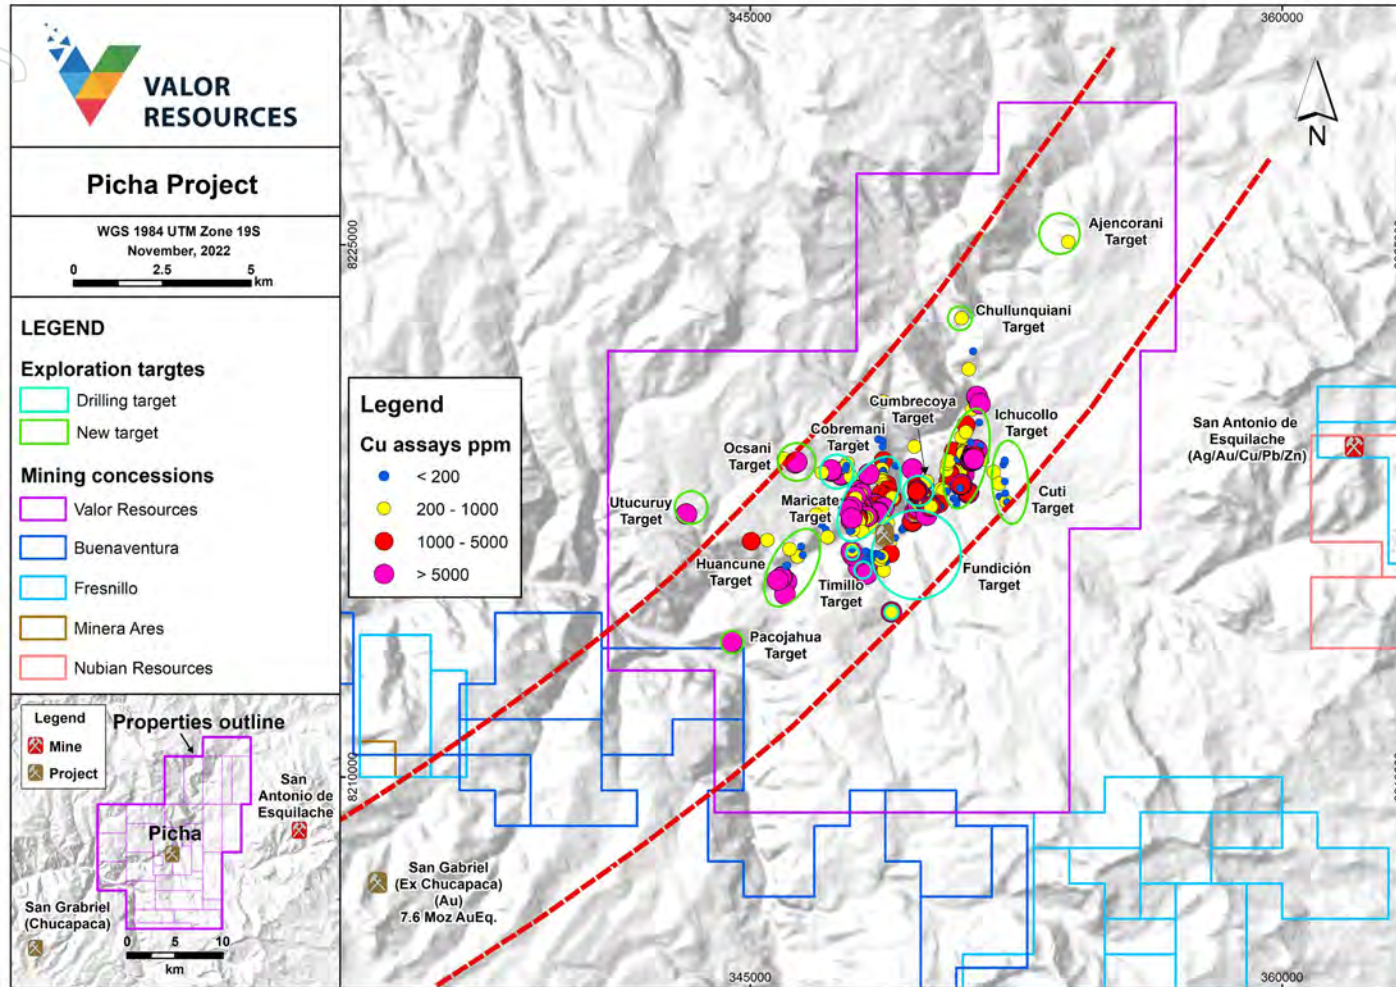 VALOR
RESOURCES
Picha Project
WGS 1984 UTM Zone 19S
November, 2022
0 2.5 5
km
LEGEND
Exploration targtes
Drilling target
New target
Mining concessions
Valor Resources
Buenaventura
Fresnillo
Minera Ares
Nubian Resources
Legend
Mine
Project
Properties outline
San
Antonio de
Esquilache
Picha
San Grabriel
(Chucapaca)
0 5 10
km
345000
360000
N
8225000
Ajencorani
Target
Chullunquiani
Target
Legend
Cu assays ppm
< 200
200 - 1000
1000 - 5000
> 5000
Cumbrecoya
Target
Ichucollo
Target
Cobremani
Target
Ocsani
Target
San Antonio de
Esquilache
(Ag/Au/Cu/Pb/Zn)
Utucuruy
Target
Maricate
Target
Cuti
Target
Huancune
Target
Timillo
Target
Fundición
Target
Pacojahua
Target
8210000
San Gabriel
(Ex Chucapaca)
(Au)
7.6 Moz AuEq.
345000
360000